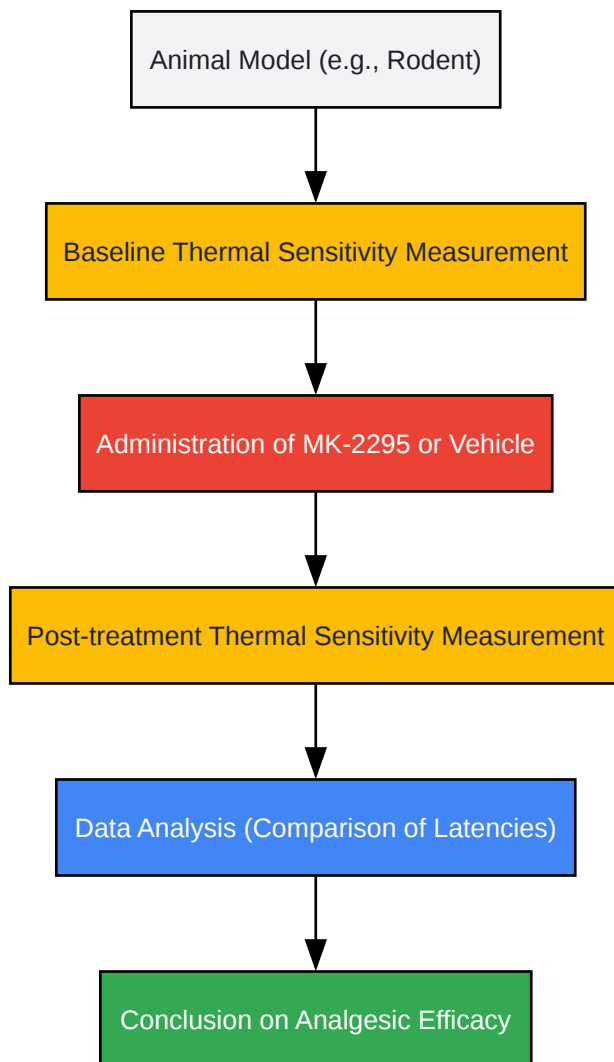 Animal Model (e.g., Rodent)
Baseline Thermal Sensitivity Measurement
Administration of MK-2295 or Vehicle
Post-treatment Thermal Sensitivity Measurement
Data Analysis (Comparison of Latencies)
Conclusion on Analgesic Efficacy